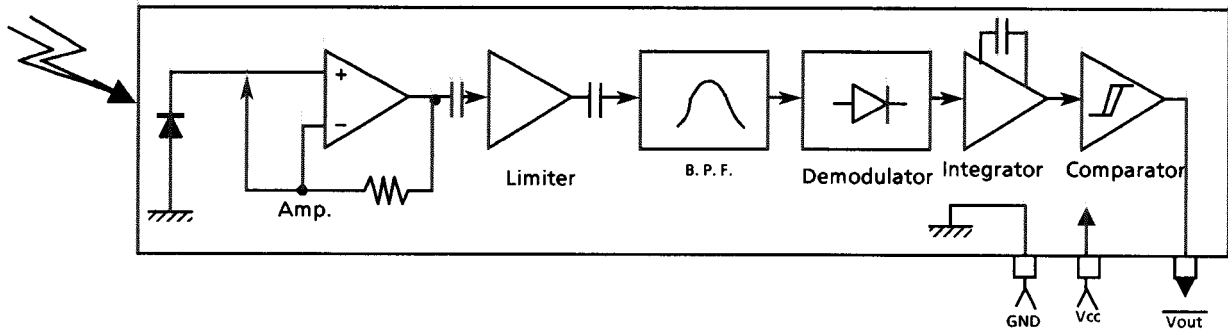 +
−
Amp.
Limiter
B. P. F.
Demodulator
Integrator
Comparator
GND
Vcc
Vout